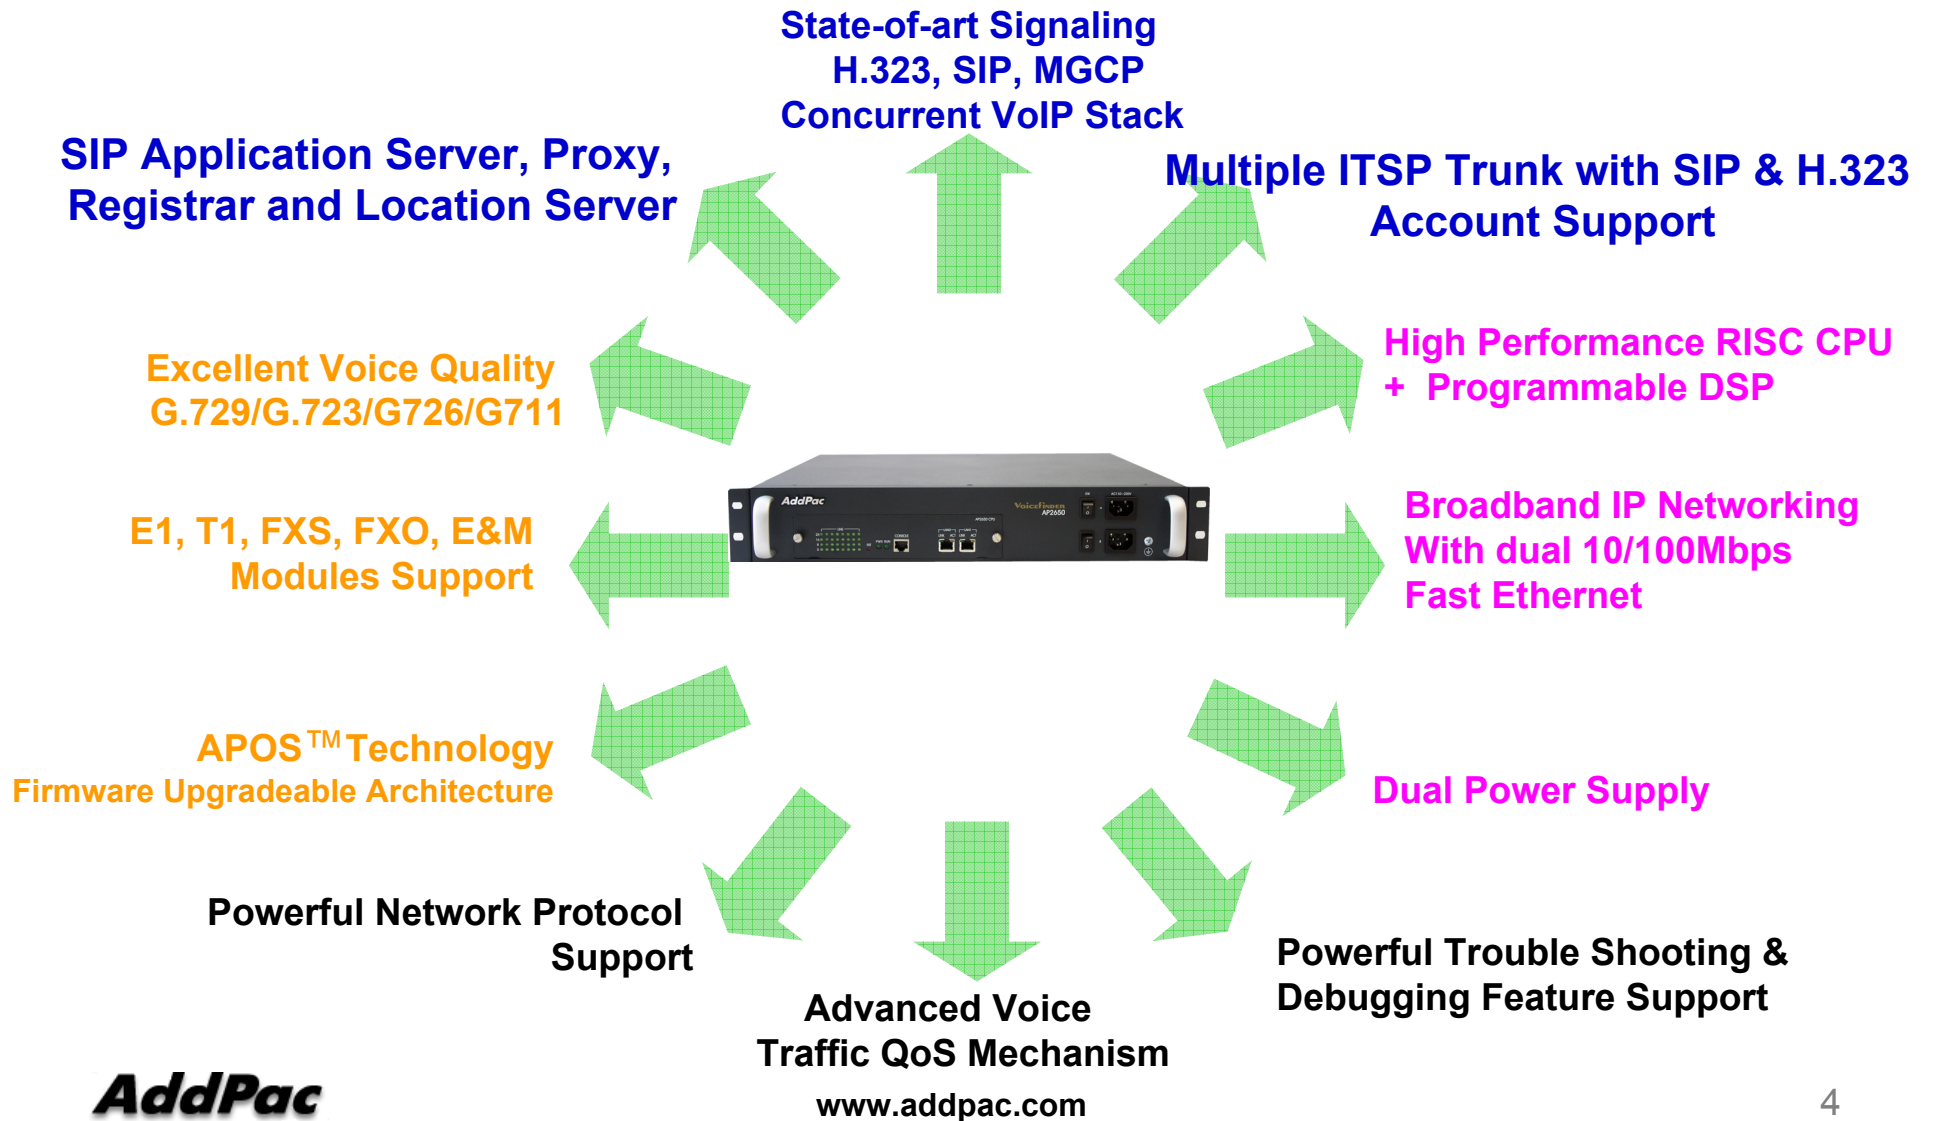 State-of-art Signaling
H.323, SIP, MGCP
Concurrent VoIP Stack
SIP Application Server, Proxy,
Registrar and Location Server
Multiple ITSP Trunk with SIP & H.323
Account Support
Excellent Voice Quality
G.729/G.723/G726/G711
High Performance RISC CPU
+ Programmable DSP
E1, T1, FXS, FXO, E&M
Modules Support
AddPac
VoiceFinder
AP2650
Broadband IP Networking
With dual 10/100Mbps
Fast Ethernet
APOS™Technology
Firmware Upgradeable Architecture
Dual Power Supply
Powerful Network Protocol
Support
Powerful Trouble Shooting &
Debugging Feature Support
Advanced Voice
Traffic QoS Mechanism
AddPac
www.addpac.com
4